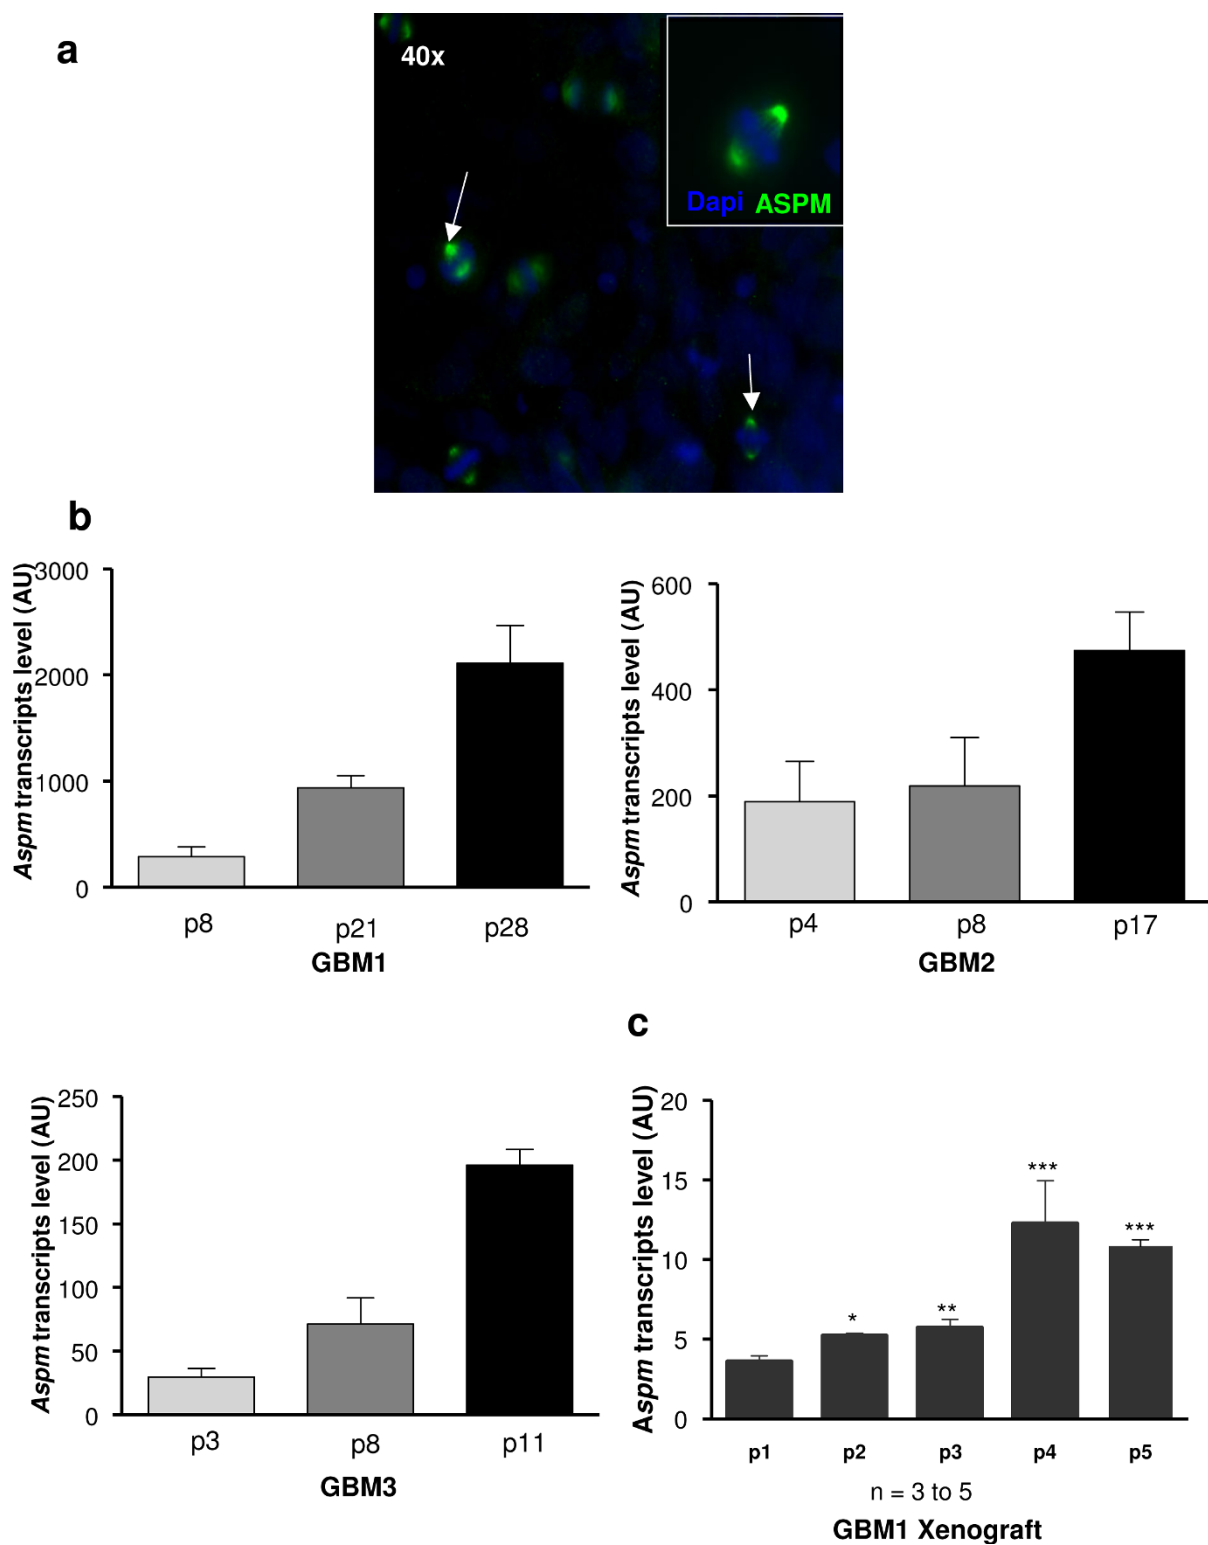 a
40x
Dapi ASPM
b
Aspm transcripts level (AU)
3000
2000
1000
0
p8 p21 p28
GBM1
Aspm transcripts level (AU)
600
400
200
0
p4 p8 p17
GBM2
Aspm transcripts level (AU)
250
200
150
100
50
0
p3 p8 p11
GBM3
c
Aspm transcripts level (AU)
20
15
10
5
0
* ** *** ***
p1 p2 p3 p4 p5
n = 3 to 5
GBM1 Xenograft